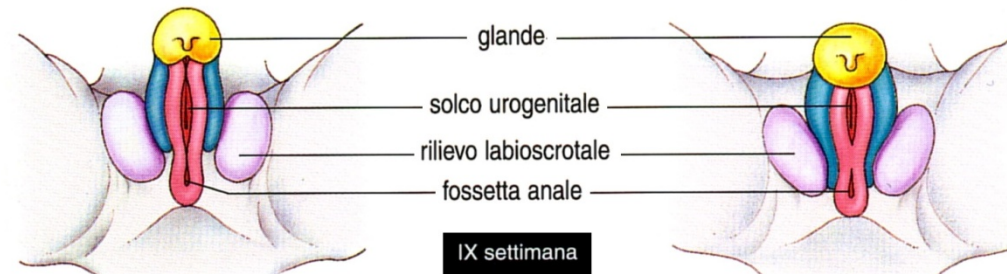 glande
solco urogenitale
rilievo labioscrotale
fossetta anale
IX settimana